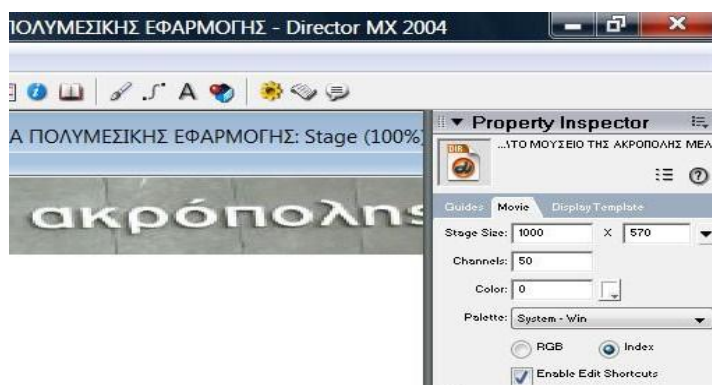 ΠΟΛΥΜΕΣΙΚΗΣ ΕΦΑΡΜΟΓΗΣ - Director MX 2004
Α ΠΟΛΥΜΕΣΙΚΗΣ ΕΦΑΡΜΟΓΗΣ: Stage (100%)
ακρόπολης
Property Inspector
...\ΤΟ ΜΟΥΣΕΙΟ ΤΗΣ ΑΚΡΟΠΟΛΗΣ ΜΕΛ
Guides Movie Display Template
Stage Size: 1000 X 570
Channels: 50
Color: 0
Palette: System - Win
RGB Index
Enable Edit Shortcuts